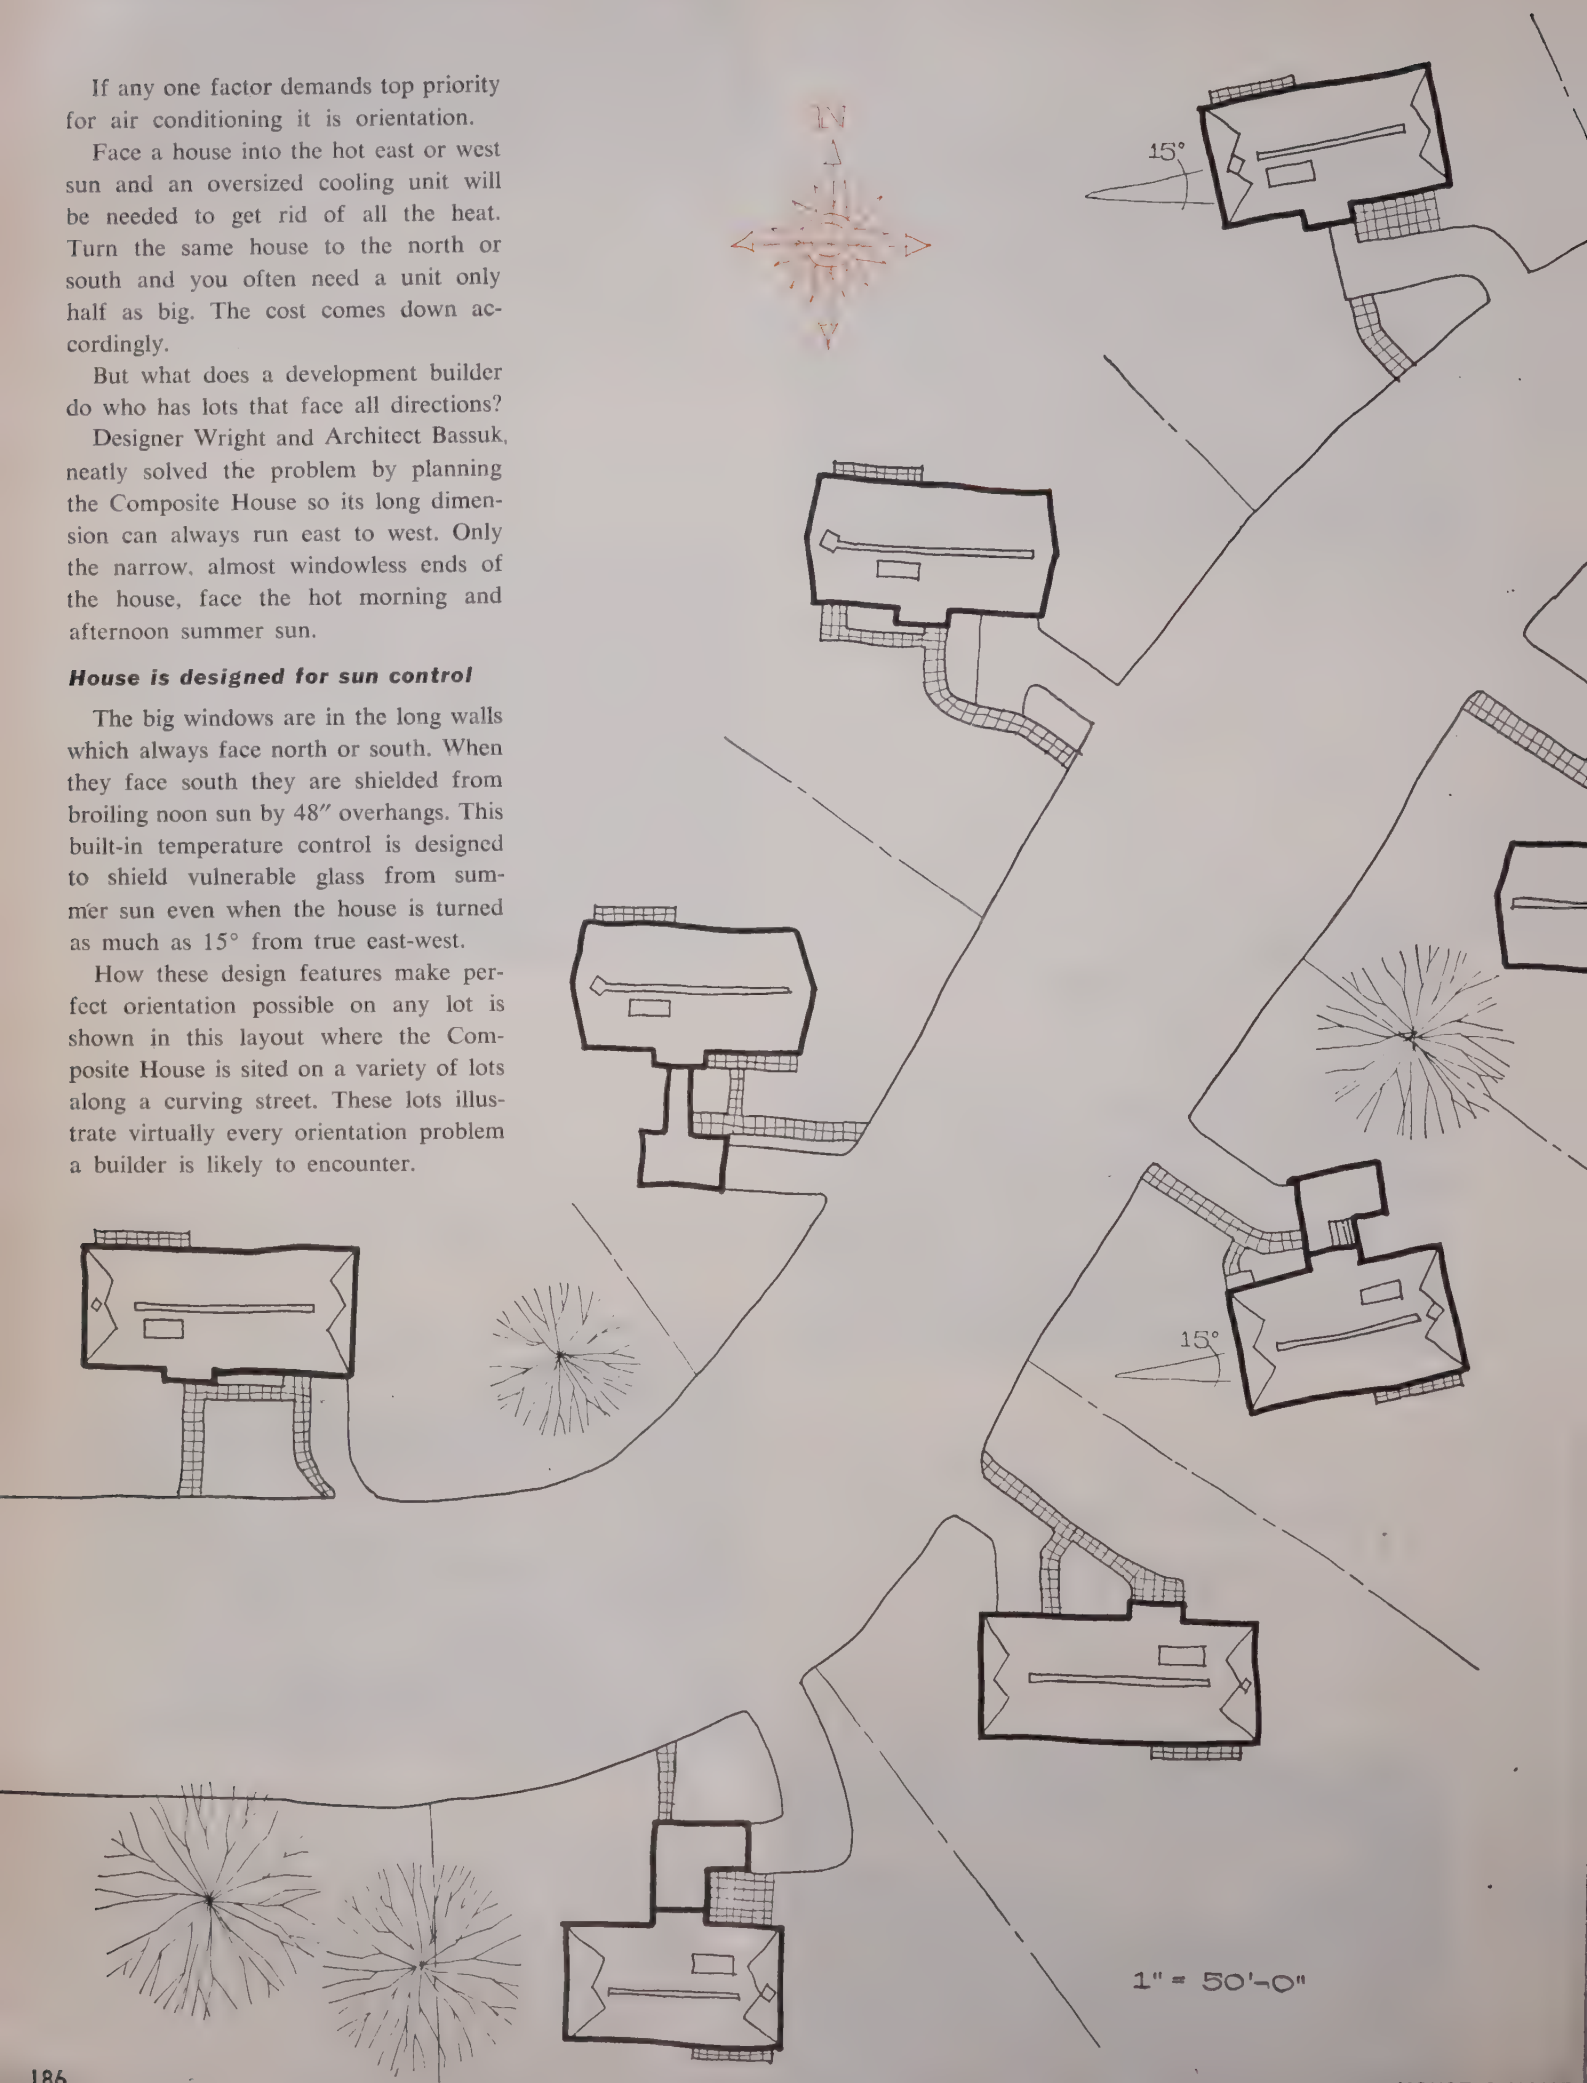 If any one factor demands top priority
for air conditioning it is orientation.
Face a house into the hot east or west
sun and an oversized cooling unit will
be needed to get rid of all the heat.
Turn the same house to the north or
south and you often need a unit only
half as big. The cost comes down ac-
cordingly.
But what does a development builder
do who has lots that face all directions?
Designer Wright and Architect Bassuk,
neatly solved the problem by planning
the Composite House so its long dimen-
sion can always run east to west. Only
the narrow, almost windowless ends of
the house, face the hot morning and
afternoon summer sun.
House is designed for sun control
The big windows are in the long walls
which always face north or south. When
they face south they are shielded from
broiling noon sun by 48″ overhangs. This
built-in temperature control is designed
to shield vulnerable glass from sum-
mer sun even when the house is turned
as much as 15° from true east-west.
How these design features make per-
fect orientation possible on any lot is
shown in this layout where the Com-
posite House is sited on a variety of lots
along a curving street. These lots illus-
trate virtually every orientation problem
a builder is likely to encounter.
N
15°
15°
1" = 50'-0"
186